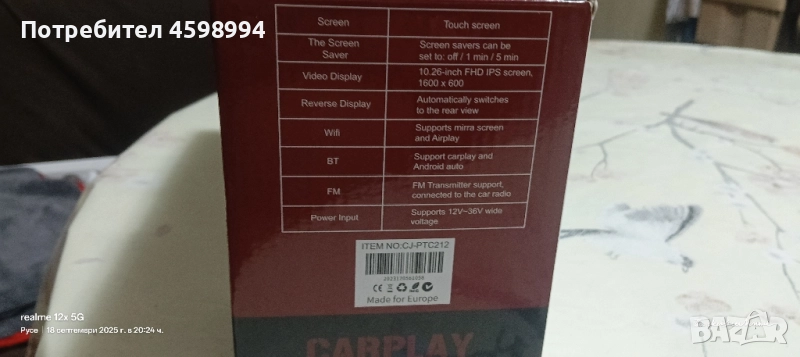 Потребител 4598994
Screen
Touch screen
The Screen
Saver
Screen savers can be
set to: off / 1 min / 5 min
Video Display
10.26-inch FHD IPS screen,
1600 x 600
Reverse Display
Automatically switches
to the rear view
Wifi
Supports mirra screen
and Airplay
BT
Support carplay and
Android auto
FM
FM Transmitter support,
connected to the car radio
Power Input
Supports 12V~36V wide
voltage
ITEM NO:CJ-PTC212
CE
Made for Europe
CARPLAY
realme 12x 5G
Русе | 18 септември 2025 г. в 20:24 ч.
BAZAR